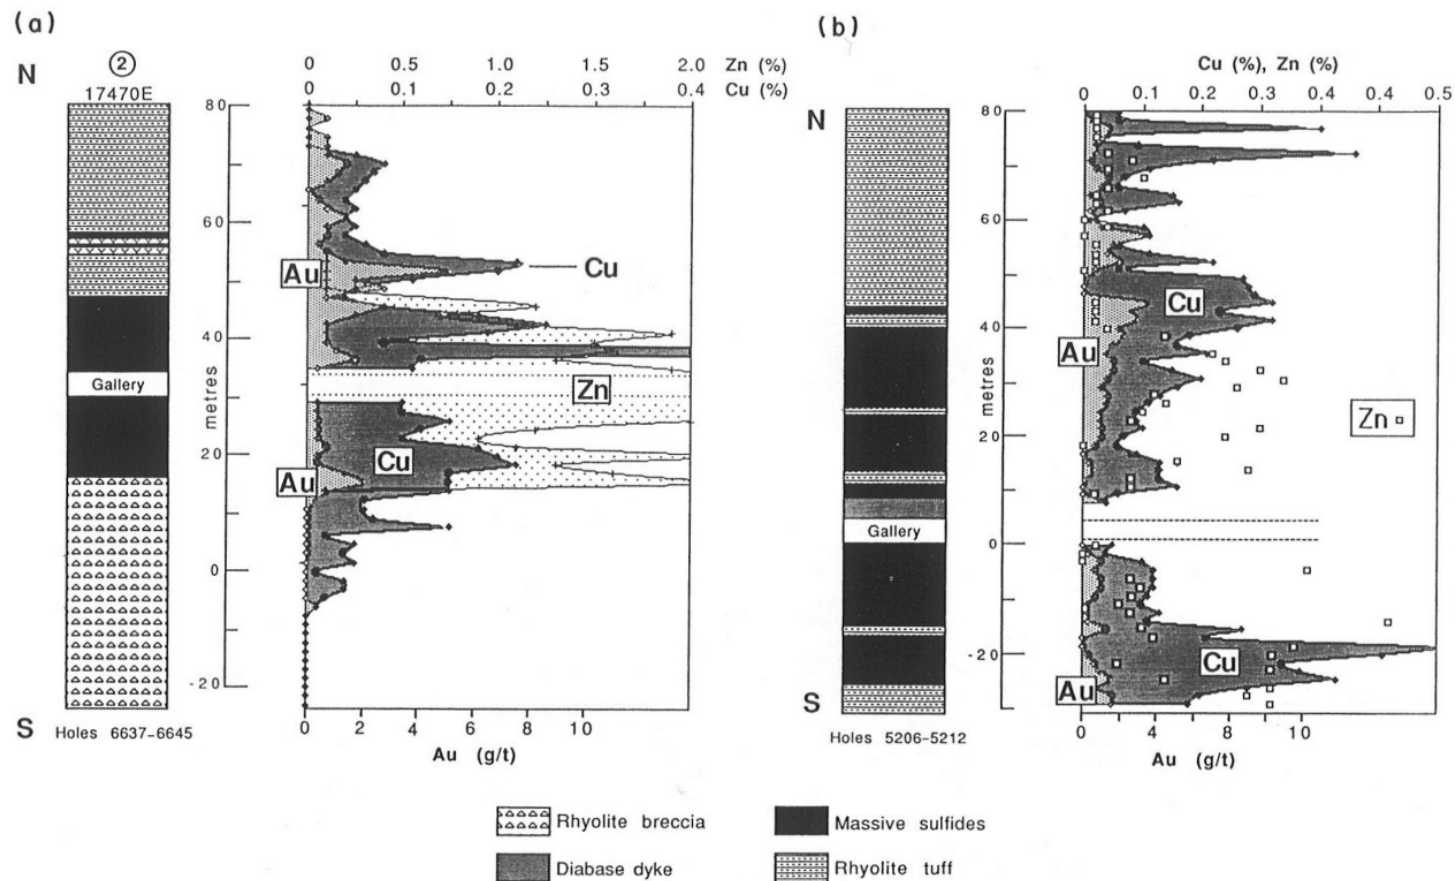 (a)
(b)
N
2
17470E
0 0.5 1.0 1.5 2.0 Zn (%)
0 0.1 0.2 0.3 0.4 Cu (%)
80
60
40
20
0
-20
metres
Gallery
Au
Cu
Zn
Cu
Au
S
Holes 6637-6645
0 2 4 6 8 10
Au (g/t)
Cu (%), Zn (%)
0 0.1 0.2 0.3 0.4 0.4 0.5
N
80
60
40
20
0
-20
metres
Gallery
Cu
Au
Zn
Cu
Au
S
Holes 5206-5212
0 4 8 10
Au (g/t)
Rhyolite breccia
Massive sulfides
Diabase dyke
Rhyolite tuff